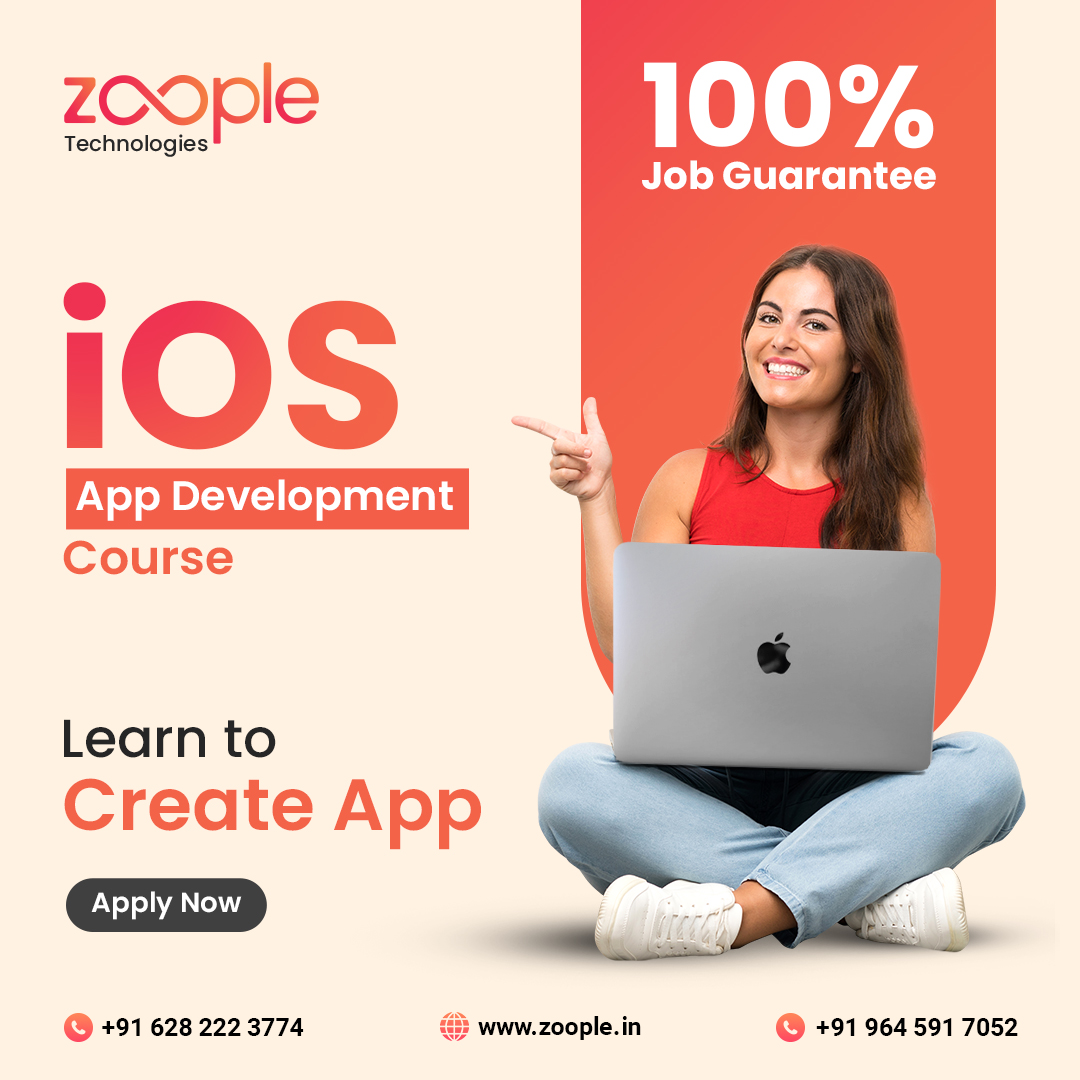 zoople
Technologies
100%
Job Guarantee
iOS
App Development
Course
Learn to
Create App
Apply Now
+91 628 222 3774
www.zoople.in
+91 964 591 7052